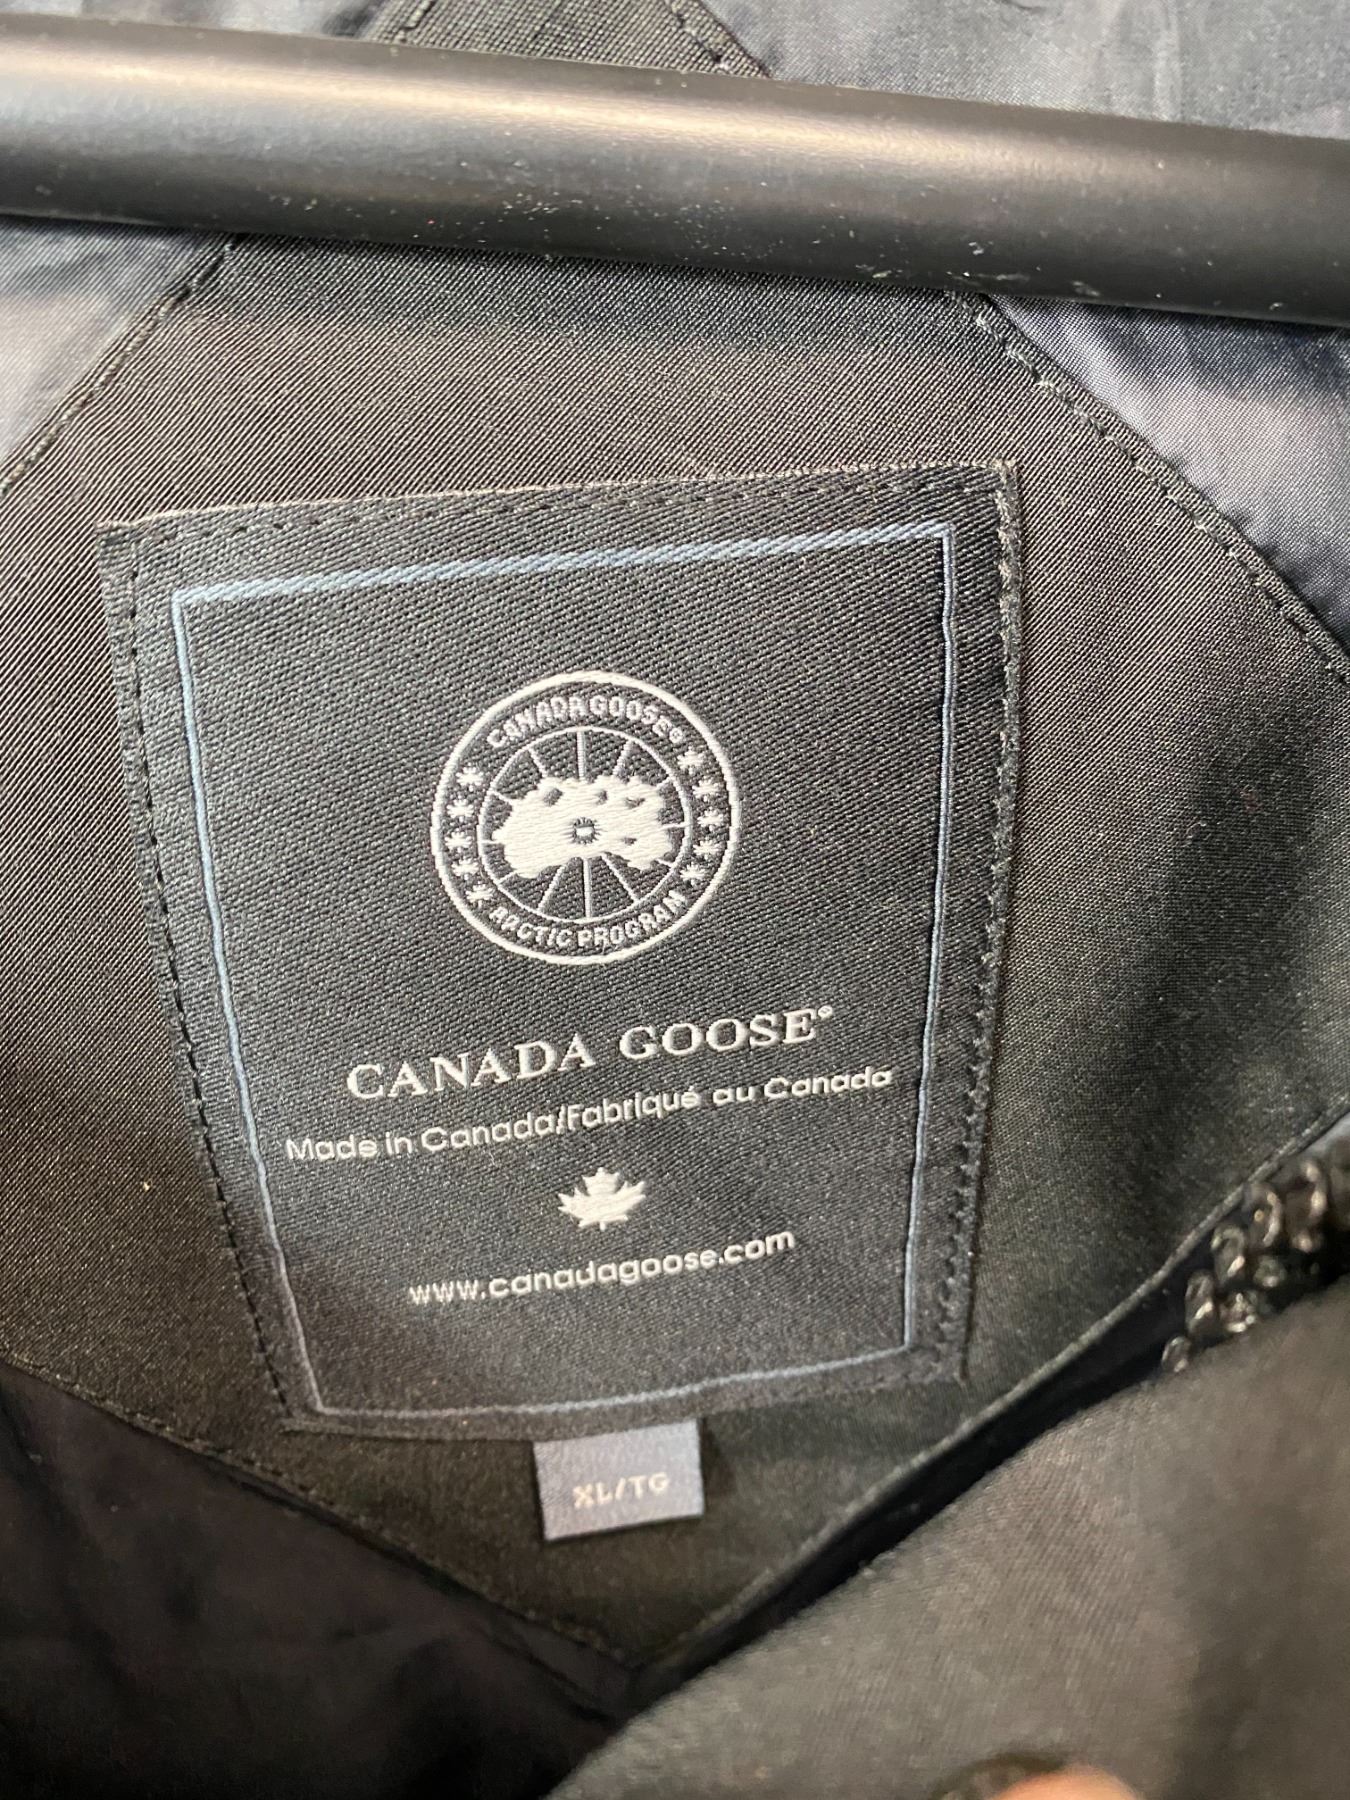 CANADA GOOSE®
ARCTIC PROGRAM
CANADA GOOSE®
Made in Canada/Fabriqué au Canada
www.canadagoose.com
XL/TG